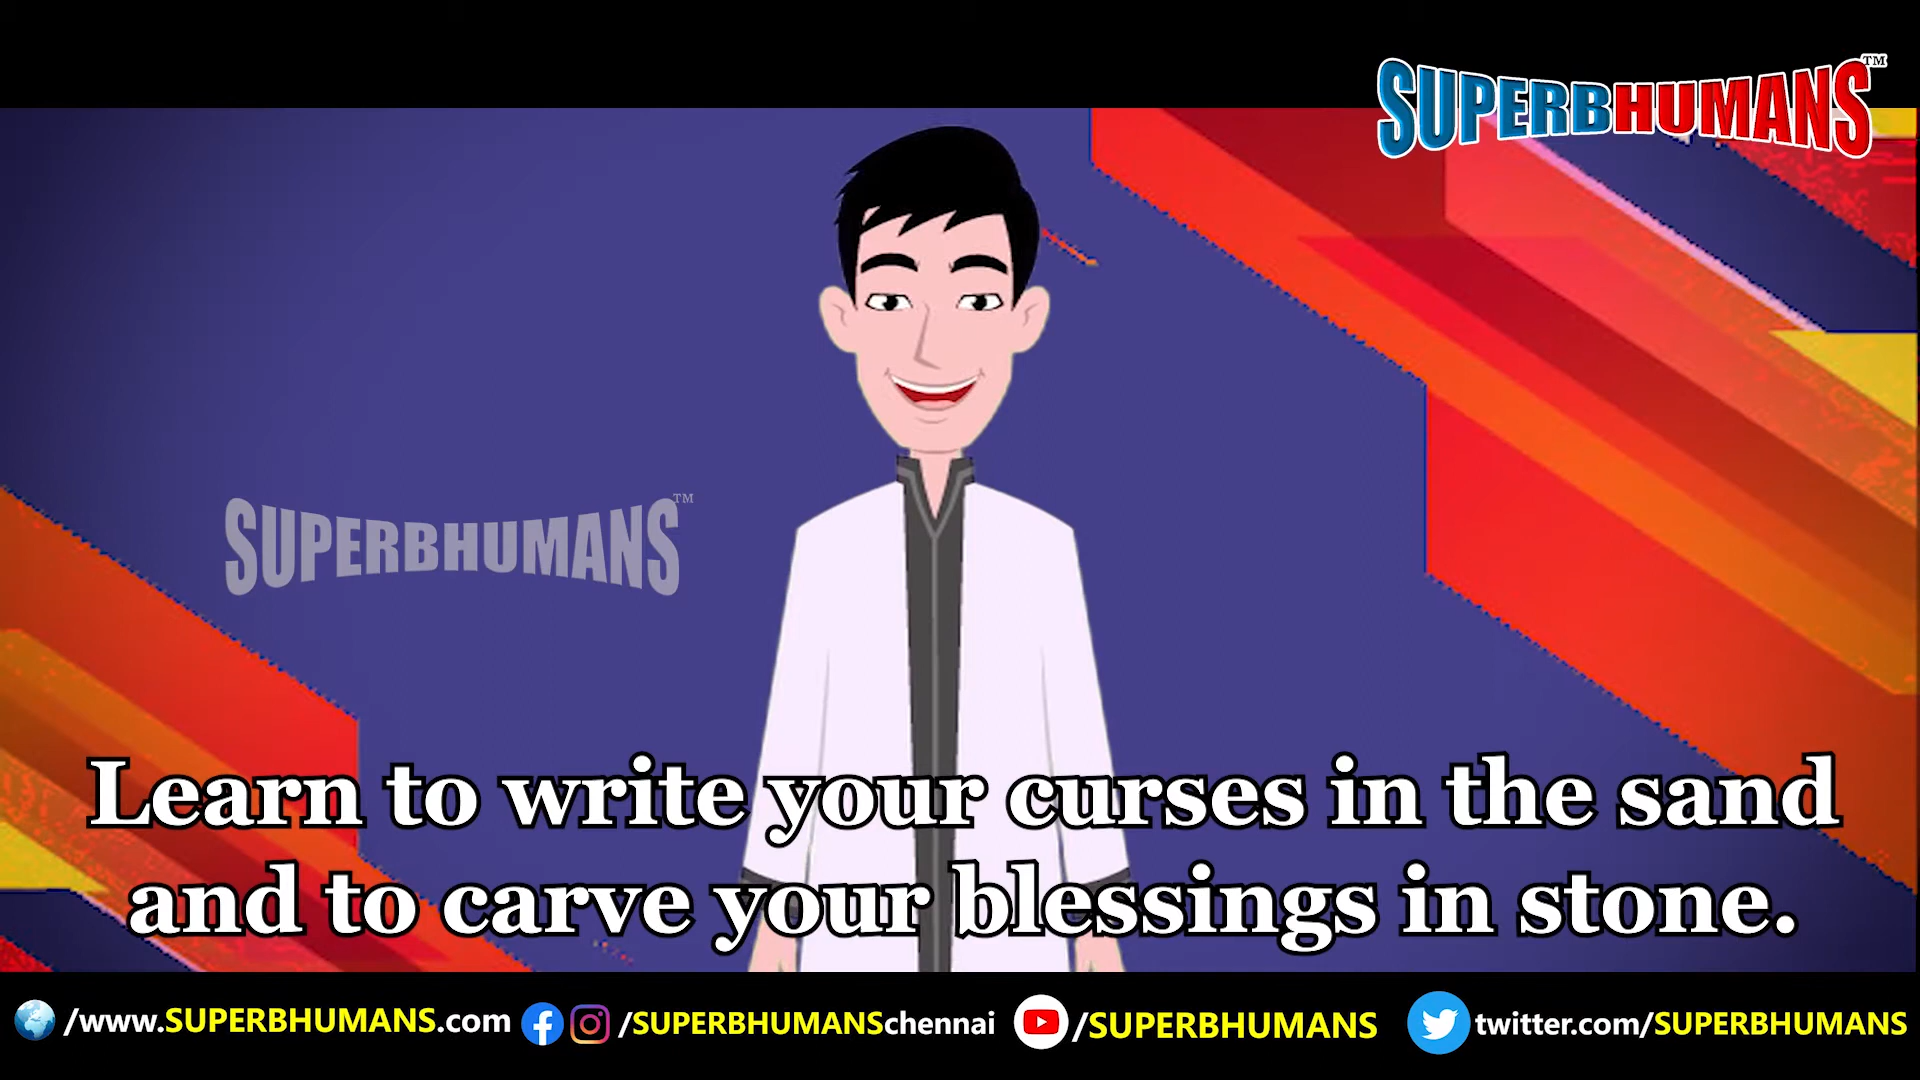 SUPERBHUMANS™
SUPERBHUMANS™
Learn to write your curses in the sand
and to carve your blessings in stone.
/www.SUPERBHUMANS.com /SUPERBHUMANSchennai /SUPERBHUMANS twitter.com/SUPERBHUMANS